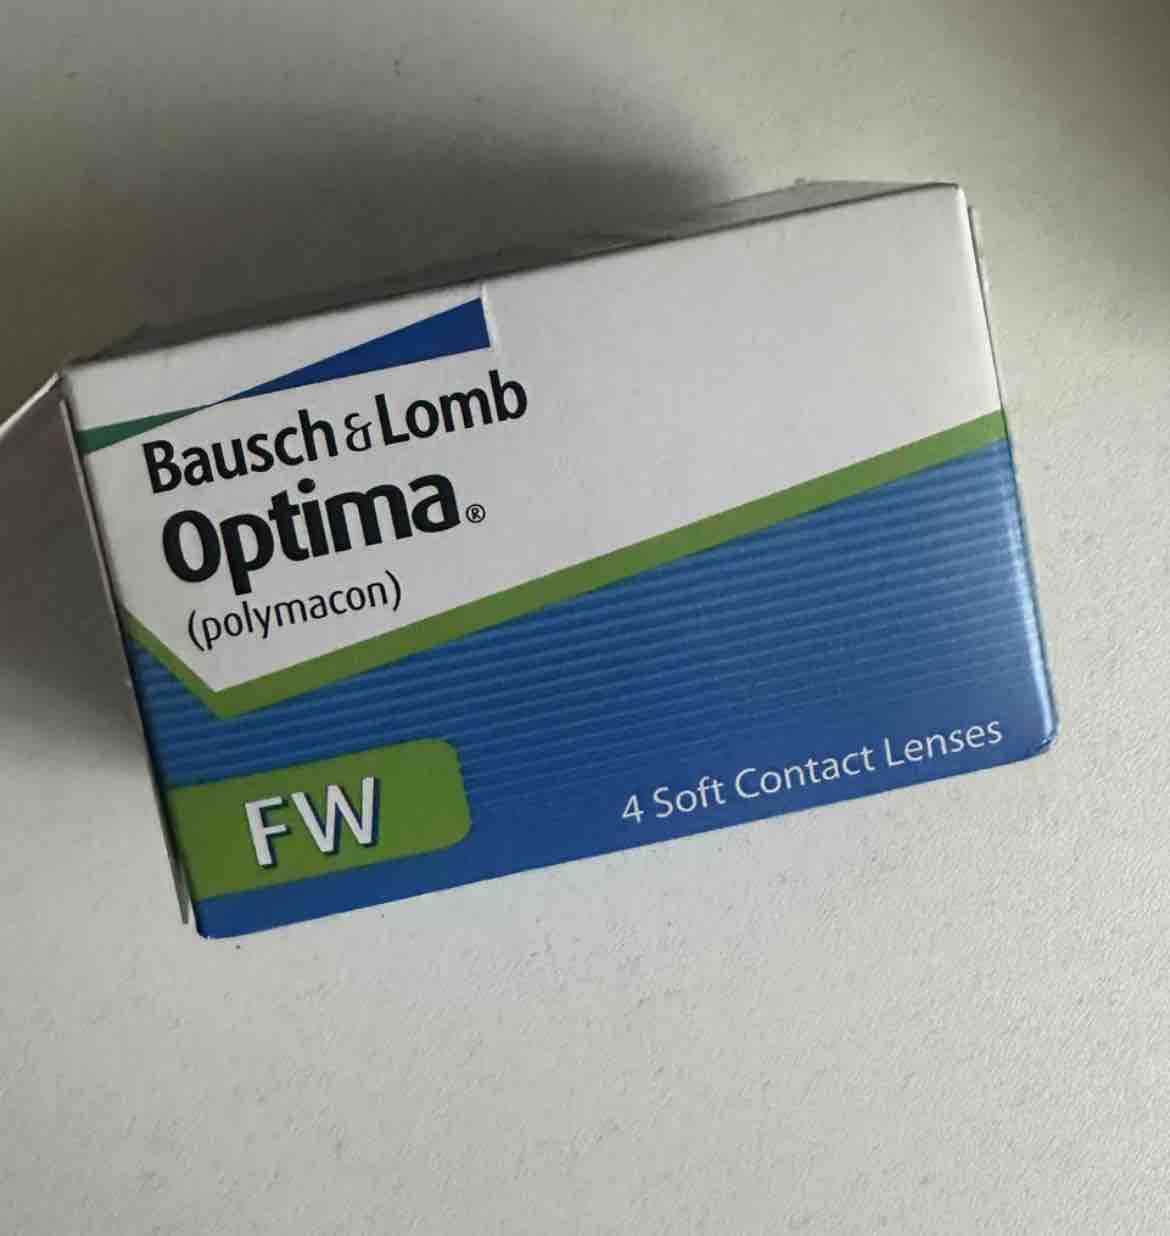 Bausch & Lomb
Optima®
(polymacon)
FW
4 Soft Contact Lenses